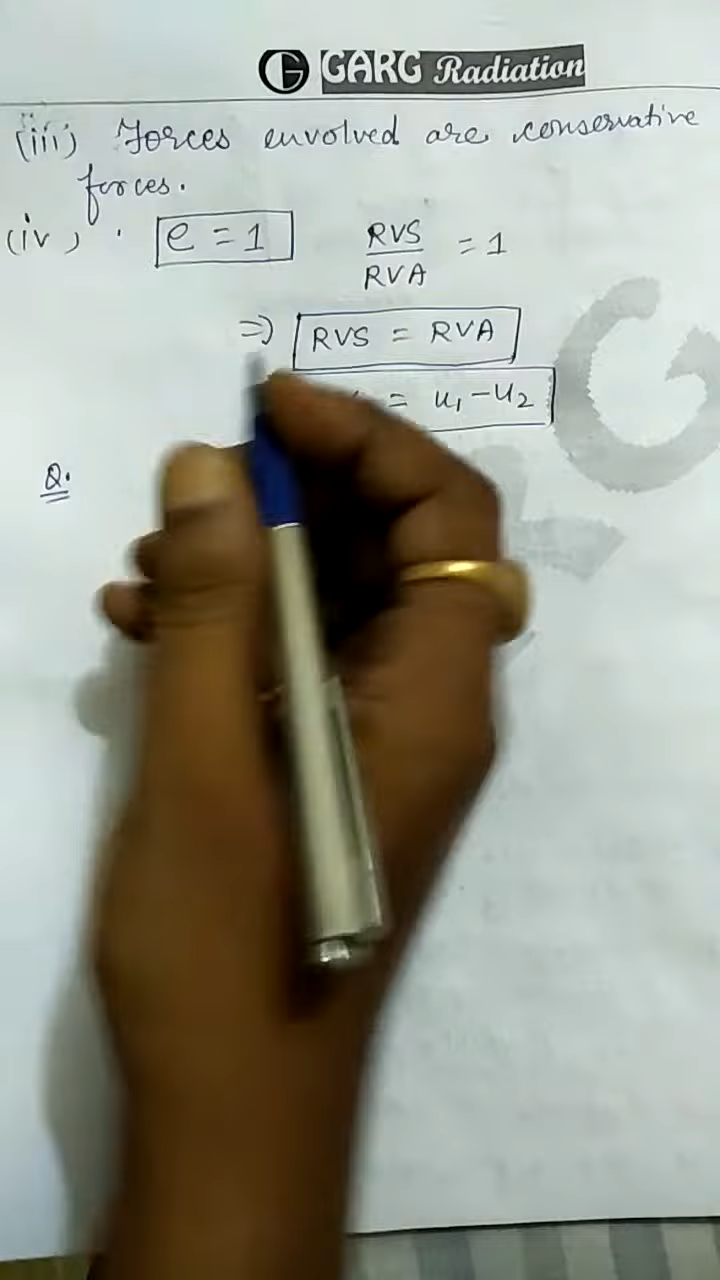 G GARG Radiation
(iii) Forces envolved are conservative
forces.
(iv) . e = 1 RVS/RVA = 1
⇒ RVS = RVA
= u₁-u₂
Q.